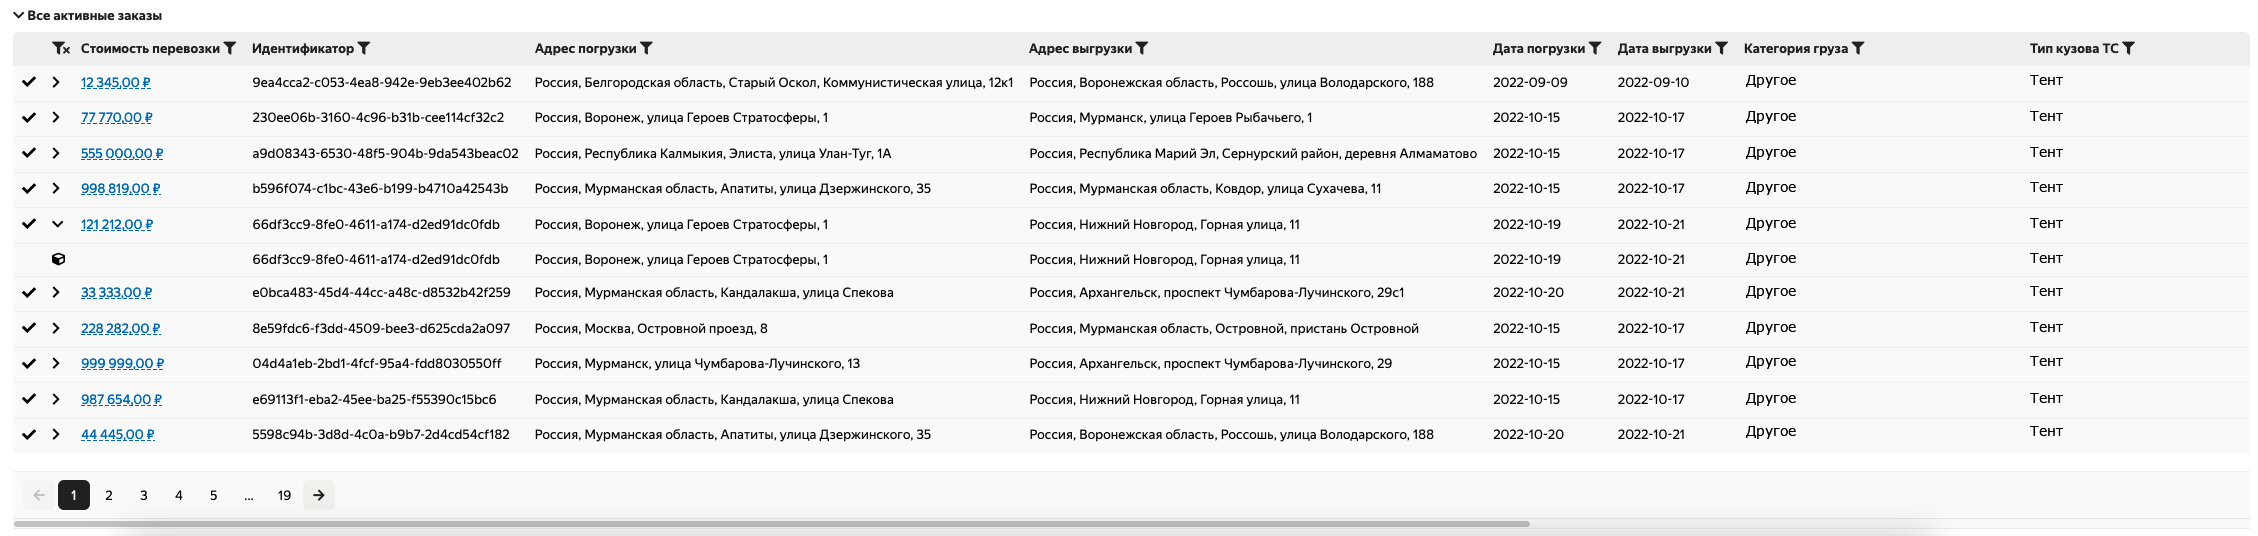 Все активные заказы
Стоимость перевозки Идентификатор Адрес погрузки Адрес выгрузки Дата погрузки Дата выгрузки Категория груза Тип кузова ТС
12 345,00 ₽ 9ea4cca2-c053-4ea8-942e-9eb3ee402b62 Россия, Белгородская область, Старый Оскол, Коммунистическая улица, 12к1 Россия, Воронежская область, Россошь, улица Володарского, 188 2022-09-09 2022-09-10 Другое Тент
77 770,00 ₽ 230ee06b-3160-4c96-b31b-cee114cf32c2 Россия, Воронеж, улица Героев Стратосферы, 1 Россия, Мурманск, улица Героев Рыбачьего, 1 2022-10-15 2022-10-17 Другое Тент
555 000,00 ₽ a9d08343-6530-48f5-904b-9da543beac02 Россия, Республика Калмыкия, Элиста, улица Улан-Туг, 1А Россия, Республика Марий Эл, Сернурский район, деревня Алмаматово 2022-10-15 2022-10-17 Другое Тент
998 819,00 ₽ b596f074-c1bc-43e6-b199-b4710a42543b Россия, Мурманская область, Апатиты, улица Дзержинского, 35 Россия, Мурманская область, Ковдор, улица Сухачева, 11 2022-10-15 2022-10-17 Другое Тент
121 212,00 ₽ 66df3cc9-8fe0-4611-a174-d2ed91dc0fdb Россия, Воронеж, улица Героев Стратосферы, 1 Россия, Нижний Новгород, Горная улица, 11 2022-10-19 2022-10-21 Другое Тент
66df3cc9-8fe0-4611-a174-d2ed91dc0fdb Россия, Воронеж, улица Героев Стратосферы, 1 Россия, Нижний Новгород, Горная улица, 11 2022-10-19 2022-10-21 Другое Тент
33 333,00 ₽ e0bca483-45d4-44cc-a48c-d8532b42f259 Россия, Мурманская область, Кандалакша, улица Спекова Россия, Архангельск, проспект Чумбарова-Лучинского, 29с1 2022-10-20 2022-10-21 Другое Тент
228 282,00 ₽ 8e59fdc6-f3dd-4509-bee3-d625cda2a097 Россия, Москва, Островной проезд, 8 Россия, Мурманская область, Островной, пристань Островной 2022-10-15 2022-10-17 Другое Тент
999 999,00 ₽ 04d4a1eb-2bd1-4fcf-95a4-fdd8030550ff Россия, Мурманск, улица Чумбарова-Лучинского, 13 Россия, Архангельск, проспект Чумбарова-Лучинского, 29 2022-10-15 2022-10-17 Другое Тент
987 654,00 ₽ e69113f1-eba2-45ee-ba25-f55390c15bc6 Россия, Мурманская область, Кандалакша, улица Спекова Россия, Нижний Новгород, Горная улица, 11 2022-10-15 2022-10-17 Другое Тент
44 445,00 ₽ 5598c94b-3d8d-4c0a-b9b7-2d4cd54cf182 Россия, Мурманская область, Апатиты, улица Дзержинского, 35 Россия, Воронежская область, Россошь, улица Володарского, 188 2022-10-20 2022-10-21 Другое Тент
1 2 3 4 5 ... 19